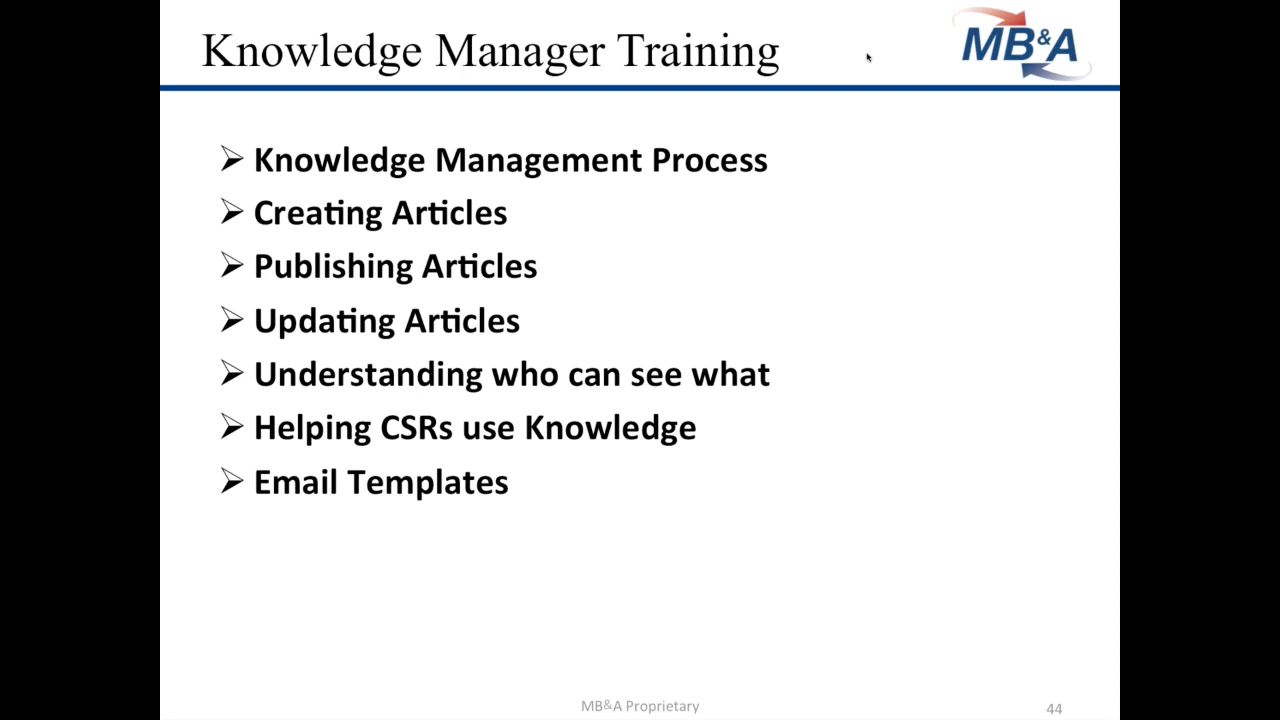 Knowledge Manager Training
MB&A
➢ Knowledge Management Process
➢ Creating Articles
➢ Publishing Articles
➢ Updating Articles
➢ Understanding who can see what
➢ Helping CSRs use Knowledge
➢ Email Templates
MB&A Proprietary
44